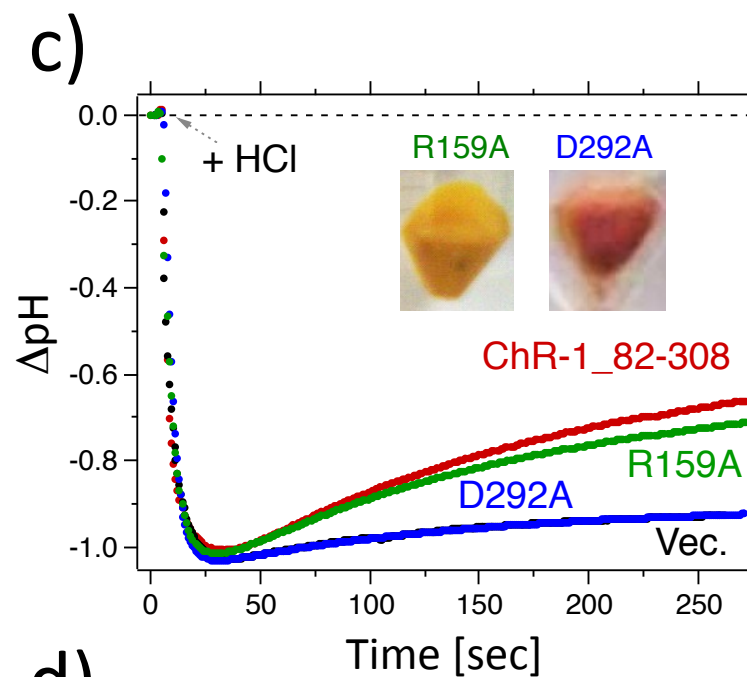 c)
0.0
-0.2
-0.4
-0.6
-0.8
-1.0
ΔpH
+ HCl
R159A D292A
ChR-1_82-308
R159A
D292A
Vec.
0 50 100 150 200 250
Time [sec]
d)